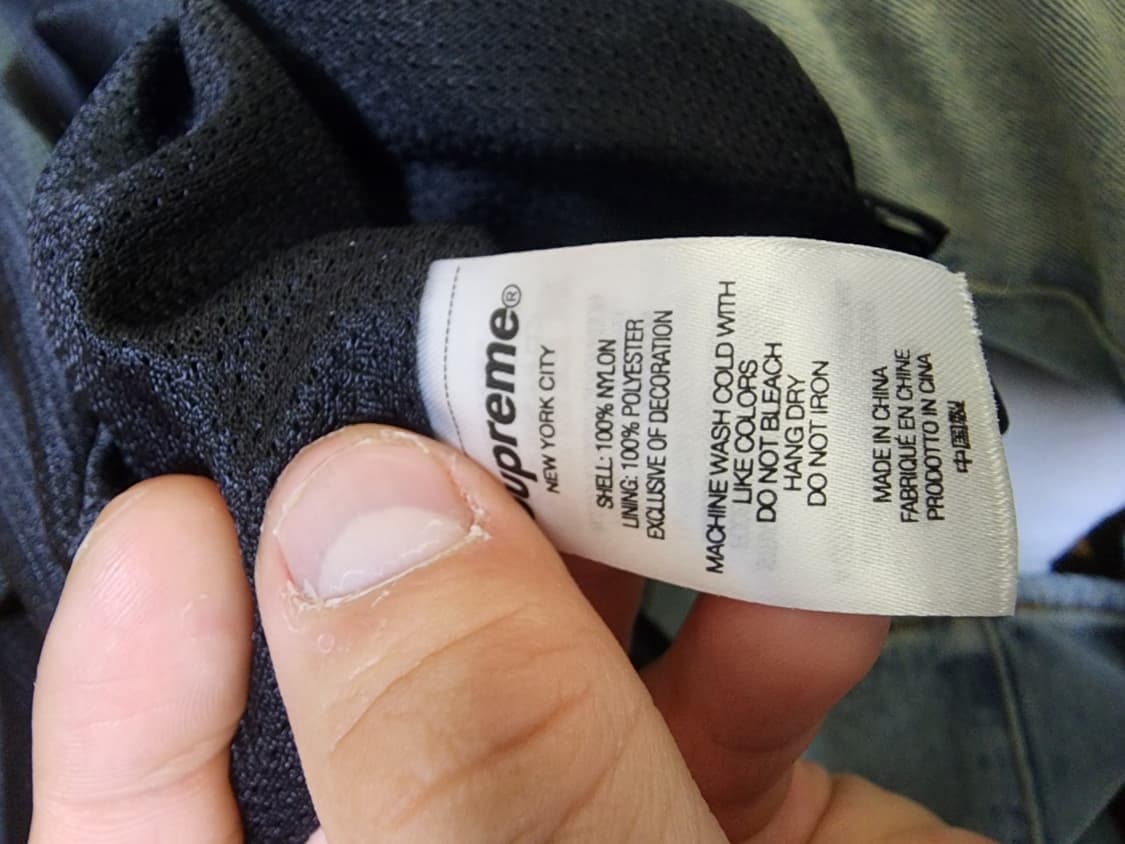 upreme®
NEW YORK CITY
SHELL: 100% NYLON
LINING: 100% POLYESTER
EXCLUSIVE OF DECORATION
MACHINE WASH COLD WITH
LIKE COLORS
DO NOT BLEACH
HANG DRY
DO NOT IRON
MADE IN CHINA
FABRIQUÉ EN CHINE
PRODOTTO IN CINA
中国製